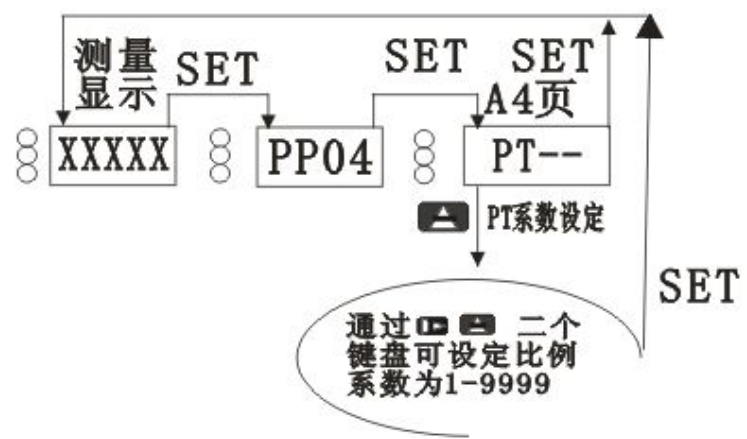 测量
显示
SET
SET
SET
A4页
XXXXX
PP04
PT--
PT系数设定
SET
通过 二个
键盘可设定比例
系数为1-9999